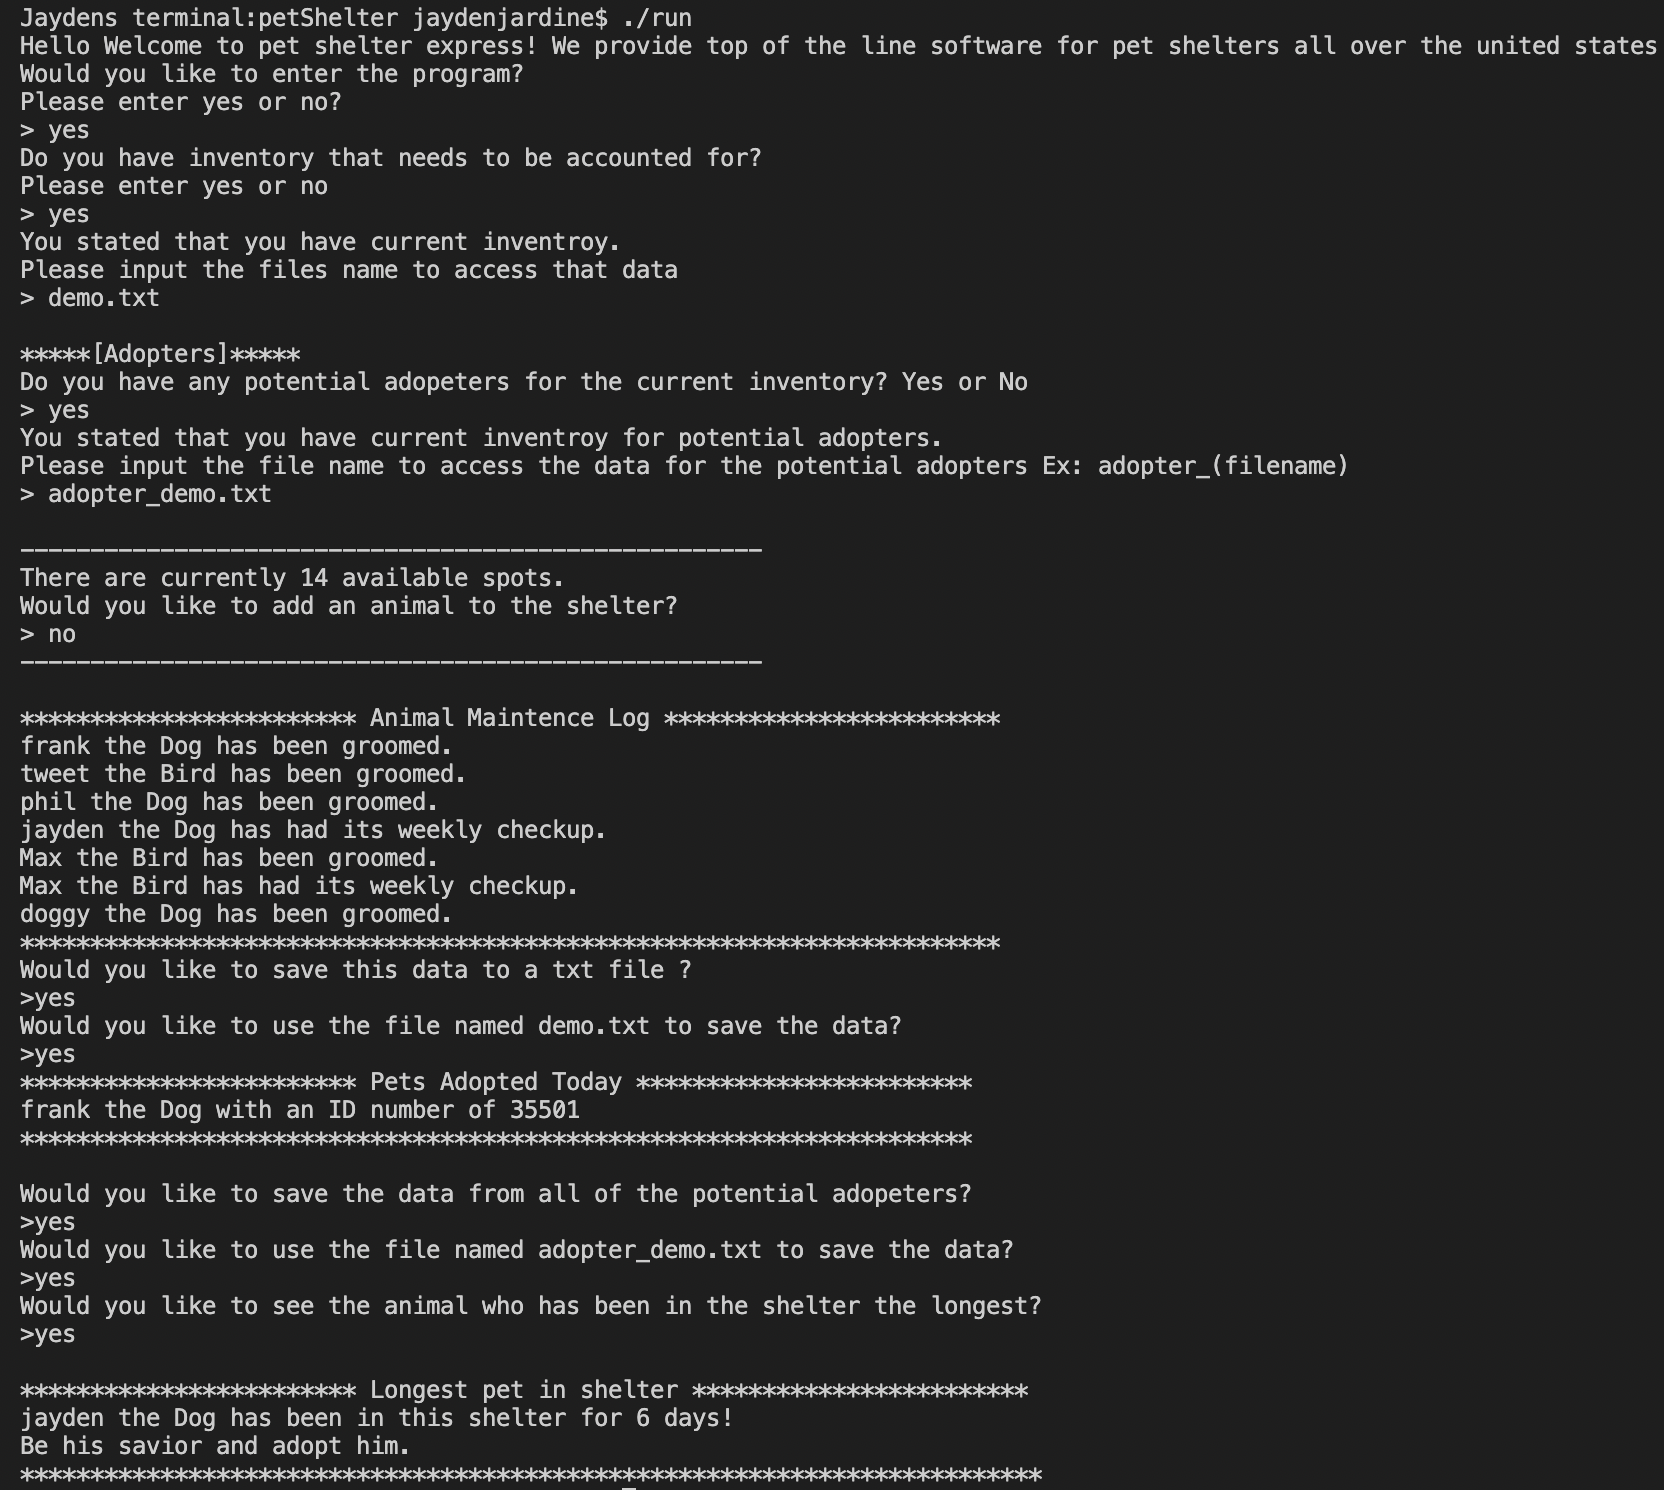 Jaydens terminal:petShelter jaydenjardine$ ./run
Hello Welcome to pet shelter express! We provide top of the line software for pet shelters all over the united states
Would you like to enter the program?
Please enter yes or no?
> yes
Do you have inventory that needs to be accounted for?
Please enter yes or no
> yes
You stated that you have current inventroy.
Please input the files name to access that data
> demo.txt

*****[Adopters]*****
Do you have any potential adopeters for the current inventory? Yes or No
> yes
You stated that you have current inventroy for potential adopters.
Please input the file name to access the data for the potential adopters Ex: adopter_(filename)
> adopter_demo.txt

-----------------------------------------------------
There are currently 14 available spots.
Would you like to add an animal to the shelter?
> no
-----------------------------------------------------

************************ Animal Maintence Log ************************
frank the Dog has been groomed.
tweet the Bird has been groomed.
phil the Dog has been groomed.
jayden the Dog has had its weekly checkup.
Max the Bird has been groomed.
Max the Bird has had its weekly checkup.
doggy the Dog has been groomed.
**********************************************************************
Would you like to save this data to a txt file ?
>yes
Would you like to use the file named demo.txt to save the data?
>yes
************************ Pets Adopted Today ************************
frank the Dog with an ID number of 35501
********************************************************************

Would you like to save the data from all of the potential adopeters?
>yes
Would you like to use the file named adopter_demo.txt to save the data?
>yes
Would you like to see the animal who has been in the shelter the longest?
>yes

************************ Longest pet in shelter ************************
jayden the Dog has been in this shelter for 6 days!
Be his savior and adopt him.
*************************************************************************